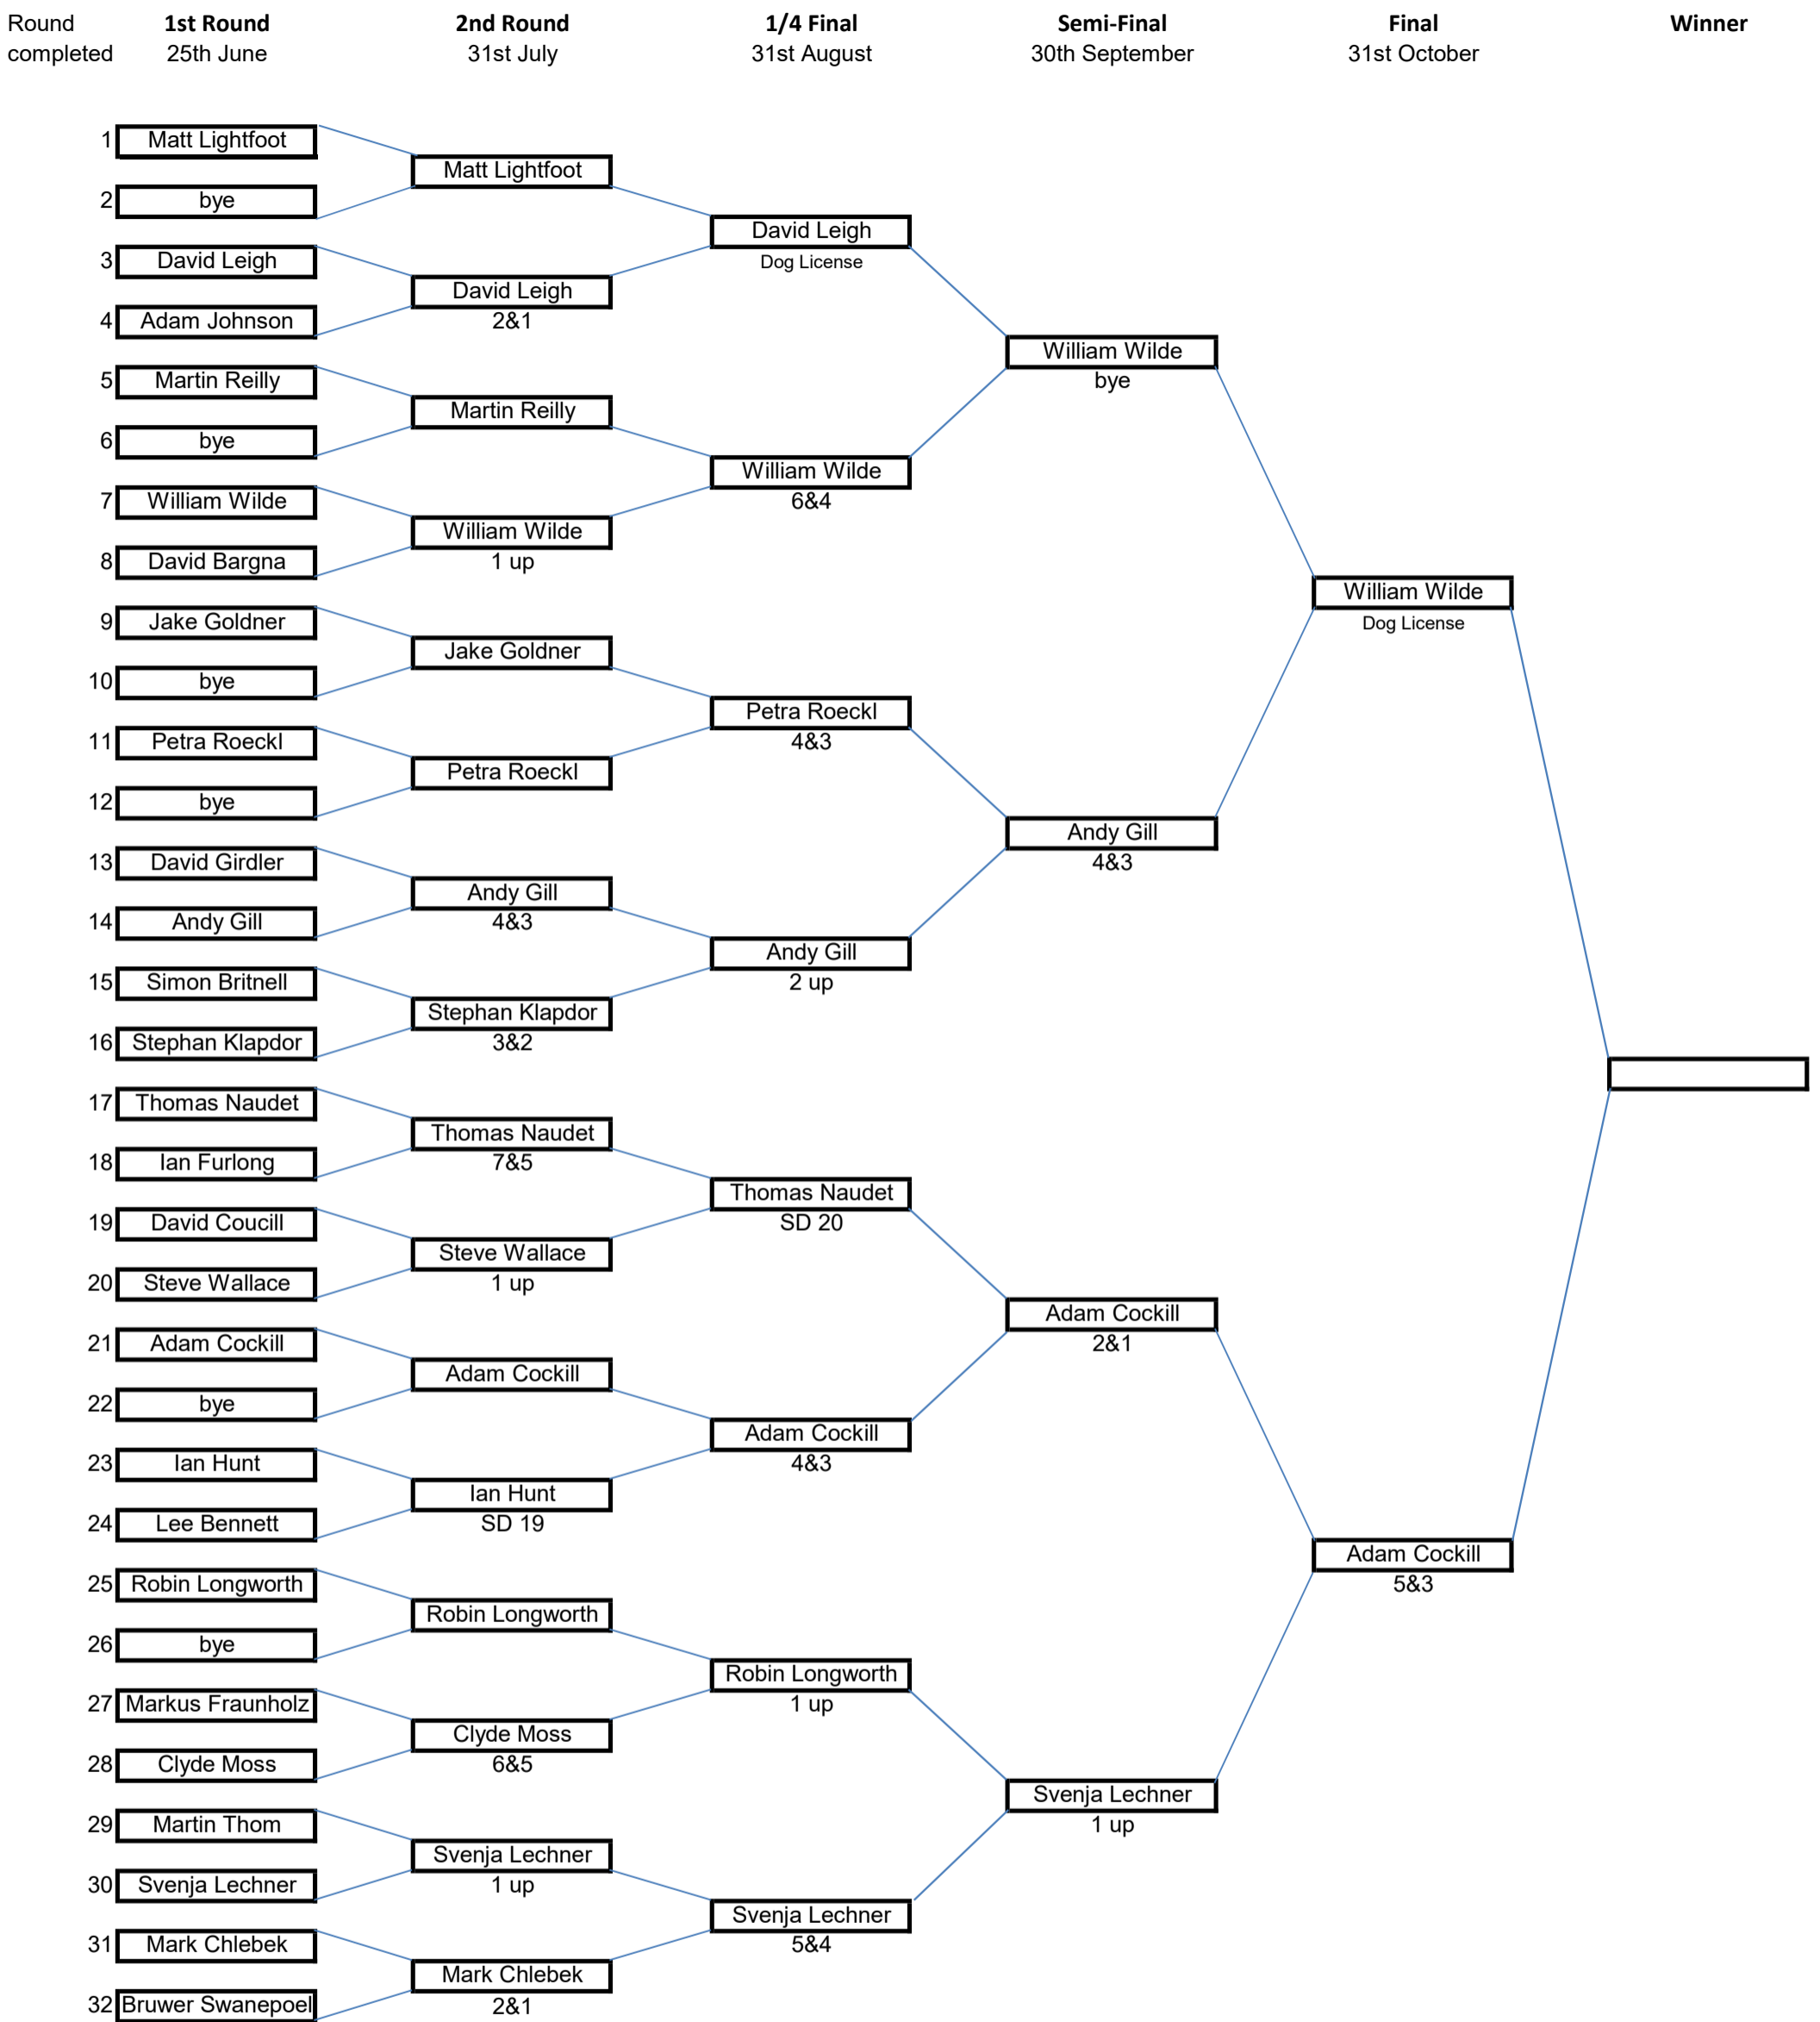 Round 1st Round 2nd Round 1/4 Final Semi-Final Final Winner
completed 25th June 31st July 31st August 30th September 31st October
1 Matt Lightfoot
Matt Lightfoot
2 bye
David Leigh
3 David Leigh
Dog License
David Leigh
4 Adam Johnson
2&1
William Wilde
5 Martin Reilly
bye
Martin Reilly
6 bye
William Wilde
7 William Wilde
6&4
William Wilde
8 David Bargna
1 up
William Wilde
9 Jake Goldner
Dog License
Jake Goldner
10 bye
Petra Roeckl
11 Petra Roeckl
4&3
Petra Roeckl
12 bye
Andy Gill
13 David Girdler
4&3
Andy Gill
14 Andy Gill
4&3
Andy Gill
15 Simon Britnell
2 up
Stephan Klapdor
16 Stephan Klapdor
3&2
17 Thomas Naudet
Thomas Naudet
18 Ian Furlong
7&5
Thomas Naudet
19 David Coucill
SD 20
Steve Wallace
20 Steve Wallace
1 up
Adam Cockill
21 Adam Cockill
2&1
Adam Cockill
22 bye
Adam Cockill
23 Ian Hunt
4&3
Ian Hunt
24 Lee Bennett
SD 19
Adam Cockill
25 Robin Longworth
5&3
Robin Longworth
26 bye
Robin Longworth
27 Markus Fraunholz
1 up
Clyde Moss
28 Clyde Moss
6&5
Svenja Lechner
29 Martin Thom
1 up
Svenja Lechner
30 Svenja Lechner
1 up
Svenja Lechner
31 Mark Chlebek
5&4
Mark Chlebek
32 Bruwer Swanepoel
2&1